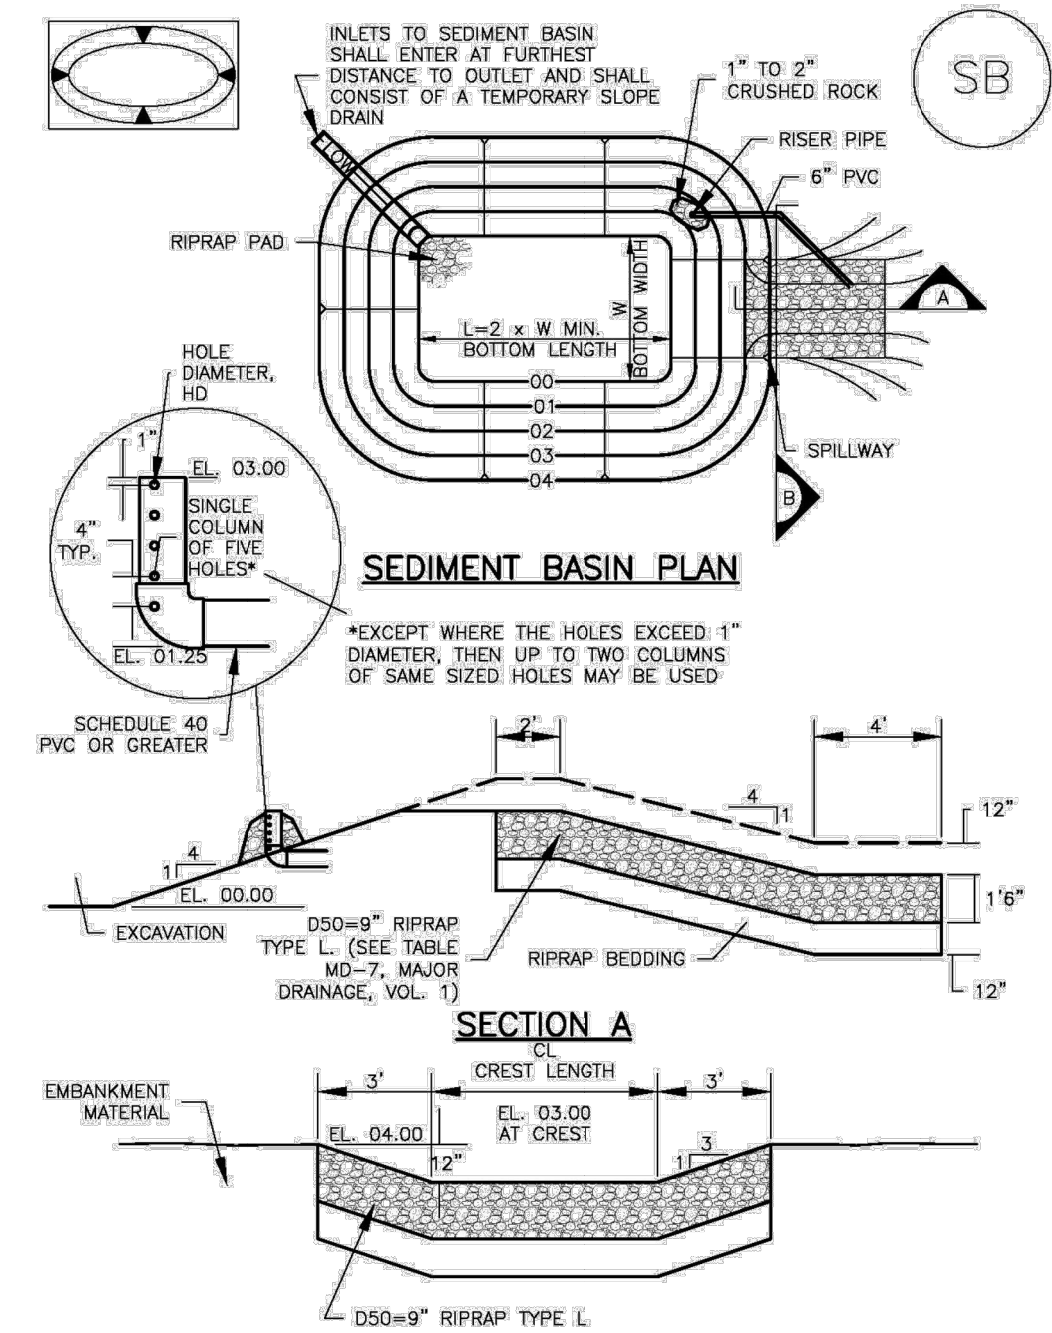 INLETS TO SEDIMENT BASIN
SHALL ENTER AT FURTHEST
DISTANCE TO OUTLET AND SHALL
CONSIST OF A TEMPORARY SLOPE
DRAIN
1" TO 2"
CRUSHED ROCK
SB
RISER PIPE
6" PVC
FLOW
RIPRAP PAD
A
W
BOTTOM WIDTH
L=2 x W MIN.
BOTTOM LENGTH
00
01
02
03
04
SPILLWAY
B
HOLE
DIAMETER,
HD
1"
EL. 03.00
4"
TYP.
SINGLE
COLUMN
OF FIVE
HOLES*
EL. 01.25
SCHEDULE 40
PVC OR GREATER
SEDIMENT BASIN PLAN
*EXCEPT WHERE THE HOLES EXCEED 1"
DIAMETER, THEN UP TO TWO COLUMNS
OF SAME SIZED HOLES MAY BE USED
2'
4'
4
1
12"
4
1
EL. 00.00
EXCAVATION
1'6"
D50=9" RIPRAP
TYPE L. (SEE TABLE
MD-7, MAJOR
DRAINAGE, VOL. 1)
RIPRAP BEDDING
12"
SECTION A
CL
CREST LENGTH
3'
3'
EMBANKMENT
MATERIAL
EL. 04.00
EL. 03.00
AT CREST
12"
3
1
D50=9" RIPRAP TYPE L